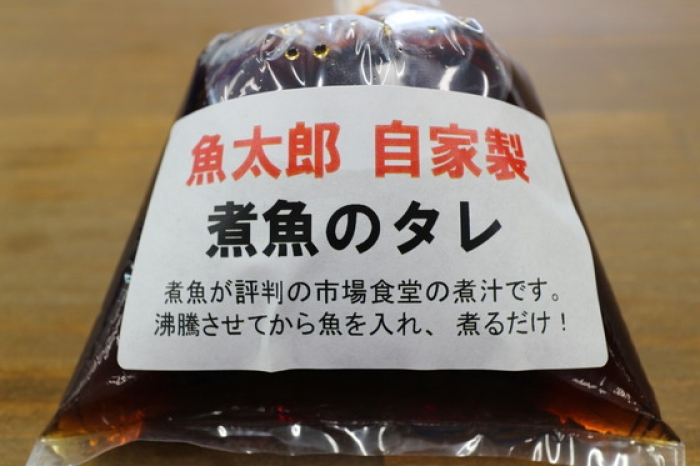 魚太郎 自家製
煮魚のタレ
煮魚が評判の市場食堂の煮汁です。
沸騰させてから魚を入れ、煮るだけ！